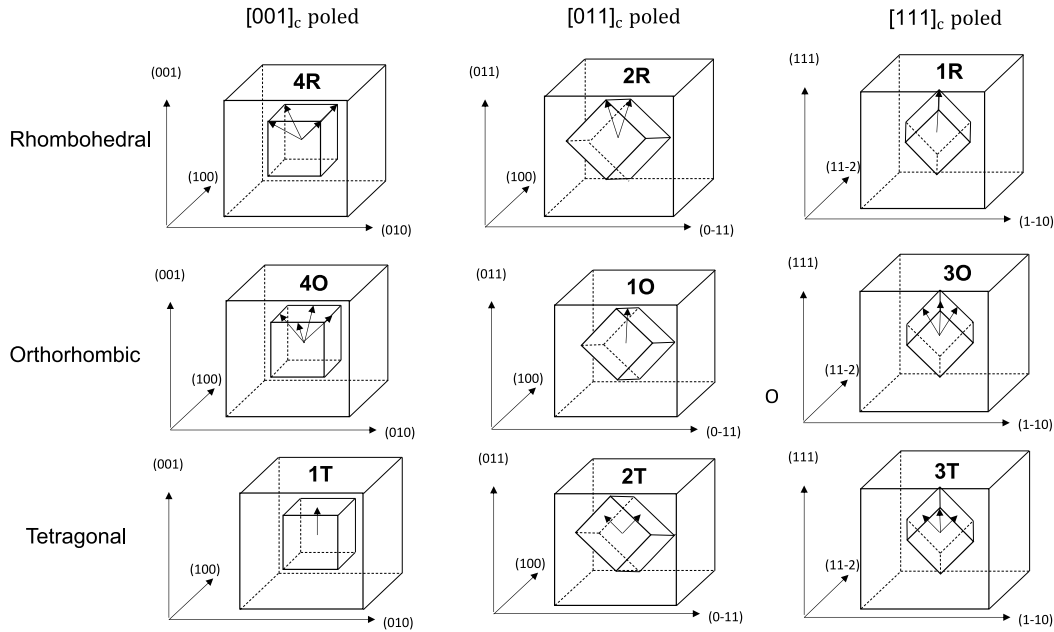 [001]c poled [011]c poled [111]c poled
Rhombohedral
(001) 4R (100) (010)
(011) 2R (100) (0-11)
(111) 1R (11-2) (1-10)
Orthorhombic
(001) 4O (100) (010)
(011) 1O (100) (0-11)
O
(111) 3O (11-2) (1-10)
Tetragonal
(001) 1T (100) (010)
(011) 2T (100) (0-11)
(111) 3T (11-2) (1-10)